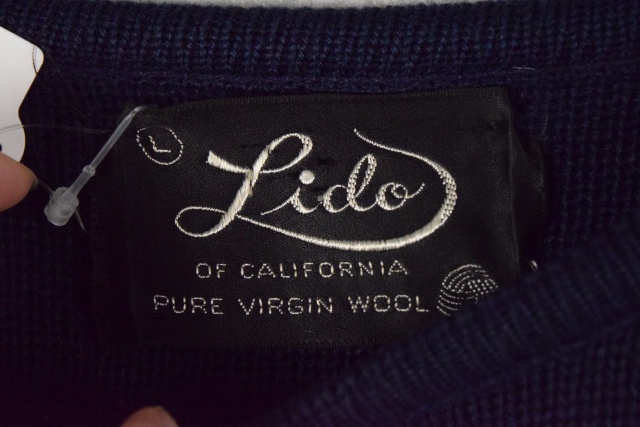 L
Lido
OF CALIFORNIA
PURE VIRGIN WOOL